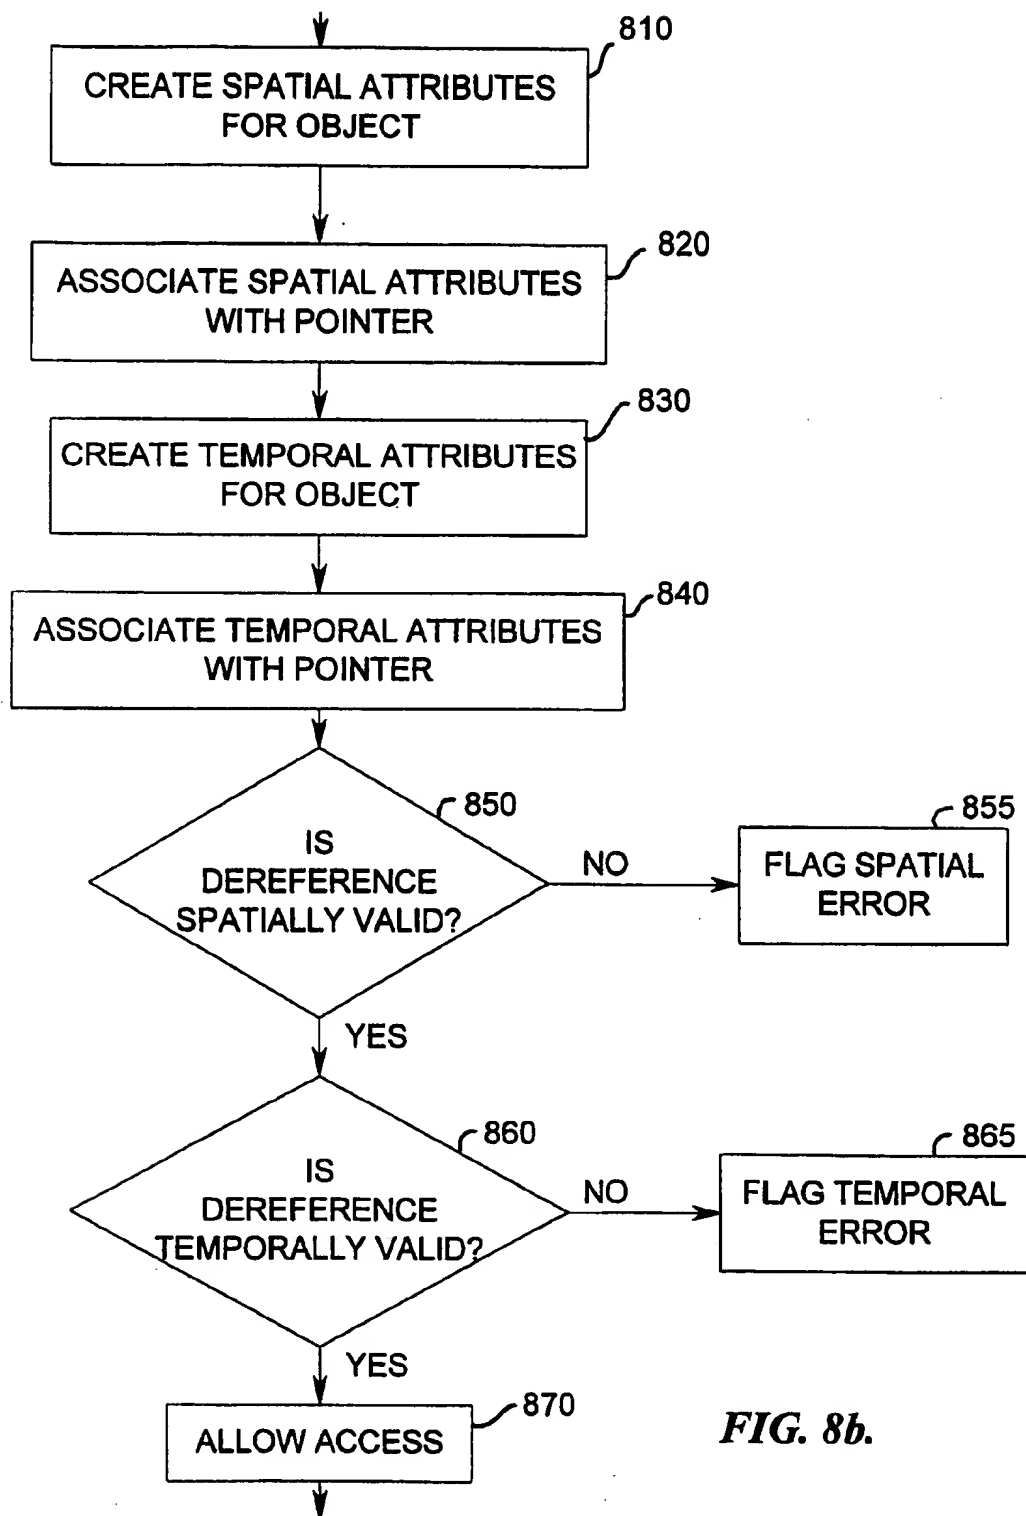 810
CREATE SPATIAL ATTRIBUTES
FOR OBJECT
820
ASSOCIATE SPATIAL ATTRIBUTES
WITH POINTER
830
CREATE TEMPORAL ATTRIBUTES
FOR OBJECT
840
ASSOCIATE TEMPORAL ATTRIBUTES
WITH POINTER
850
IS
DEREFERENCE
SPATIALLY VALID?
NO
855
FLAG SPATIAL
ERROR
YES
860
IS
DEREFERENCE
TEMPORALLY VALID?
NO
865
FLAG TEMPORAL
ERROR
YES
870
ALLOW ACCESS
FIG. 8b.